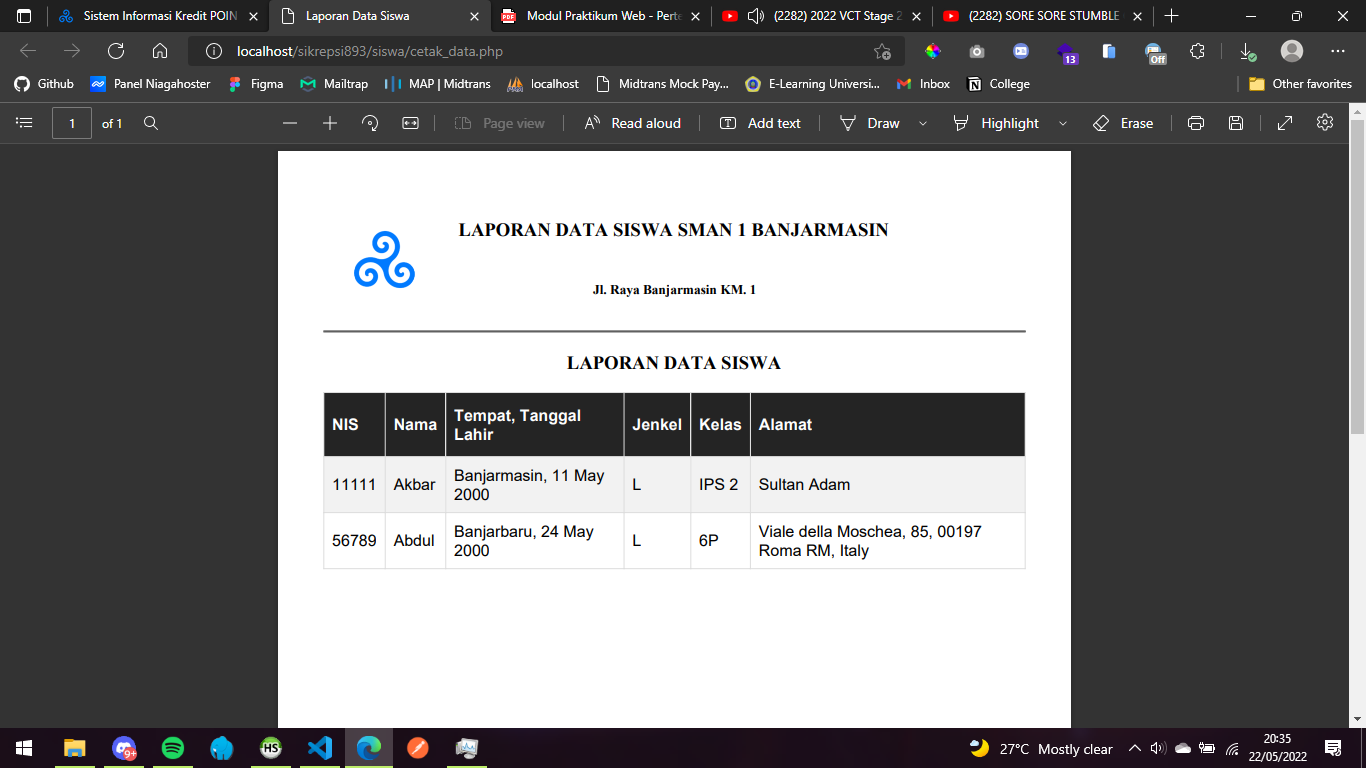 Sistem Informasi Kredit POIN
Laporan Data Siswa
PDF
Modul Praktikum Web - Perte
(2282) 2022 VCT Stage 2
(2282) SORE SORE STUMBLE
localhost/sikrepsi893/siswa/cetak_data.php
13
Off
Github
Panel Niagahoster
Figma
Mailtrap
MAP | Midtrans
localhost
Midtrans Mock Pay...
E-Learning Universi...
Inbox
College
Other favorites
1
of 1
Page view
Read aloud
Add text
Draw
Highlight
Erase
LAPORAN DATA SISWA SMAN 1 BANJARMASIN
Jl. Raya Banjarmasin KM. 1
LAPORAN DATA SISWA
NIS Nama Tempat, Tanggal Lahir Jenkel Kelas Alamat
11111 Akbar Banjarmasin, 11 May 2000 L IPS 2 Sultan Adam
56789 Abdul Banjarbaru, 24 May 2000 L 6P Viale della Moschea, 85, 00197 Roma RM, Italy
9+
HS
27°C Mostly clear
20:35
22/05/2022